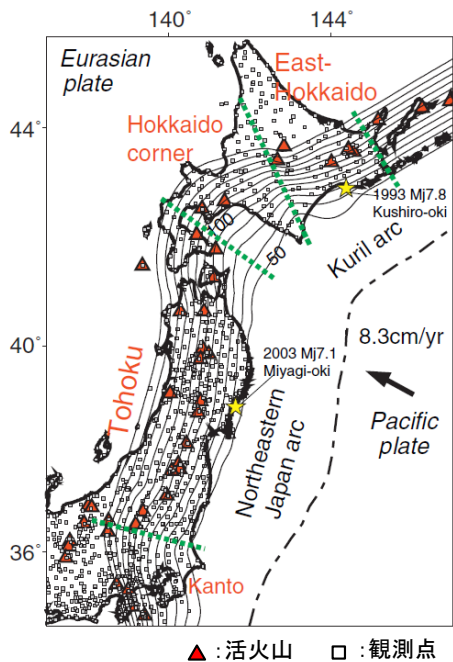 140°
144°
Eurasian
plate
East-
Hokkaido
44°
Hokkaido
corner
1993 Mj7.8
Kushiro-oki
100
50
Kuril arc
40°
8.3cm/yr
2003 Mj7.1
Miyagi-oki
Tohoku
Pacific
plate
Northeastern
Japan arc
36°
Kanto
:活火山 :観測点